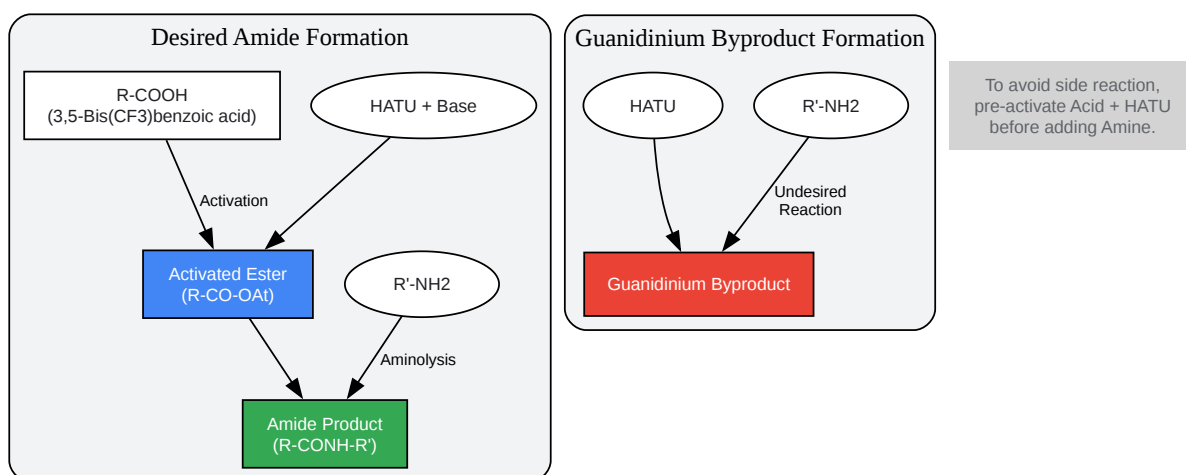 Desired Amide Formation
R-COOH
(3,5-Bis(CF3)benzoic acid)
HATU + Base
Activation
Activated Ester
(R-CO-OAt)
R'-NH2
Aminolysis
Amide Product
(R-CONH-R')
Guanidinium Byproduct Formation
HATU
R'-NH2
Undesired
Reaction
Guanidinium Byproduct
To avoid side reaction,
pre-activate Acid + HATU
before adding Amine.